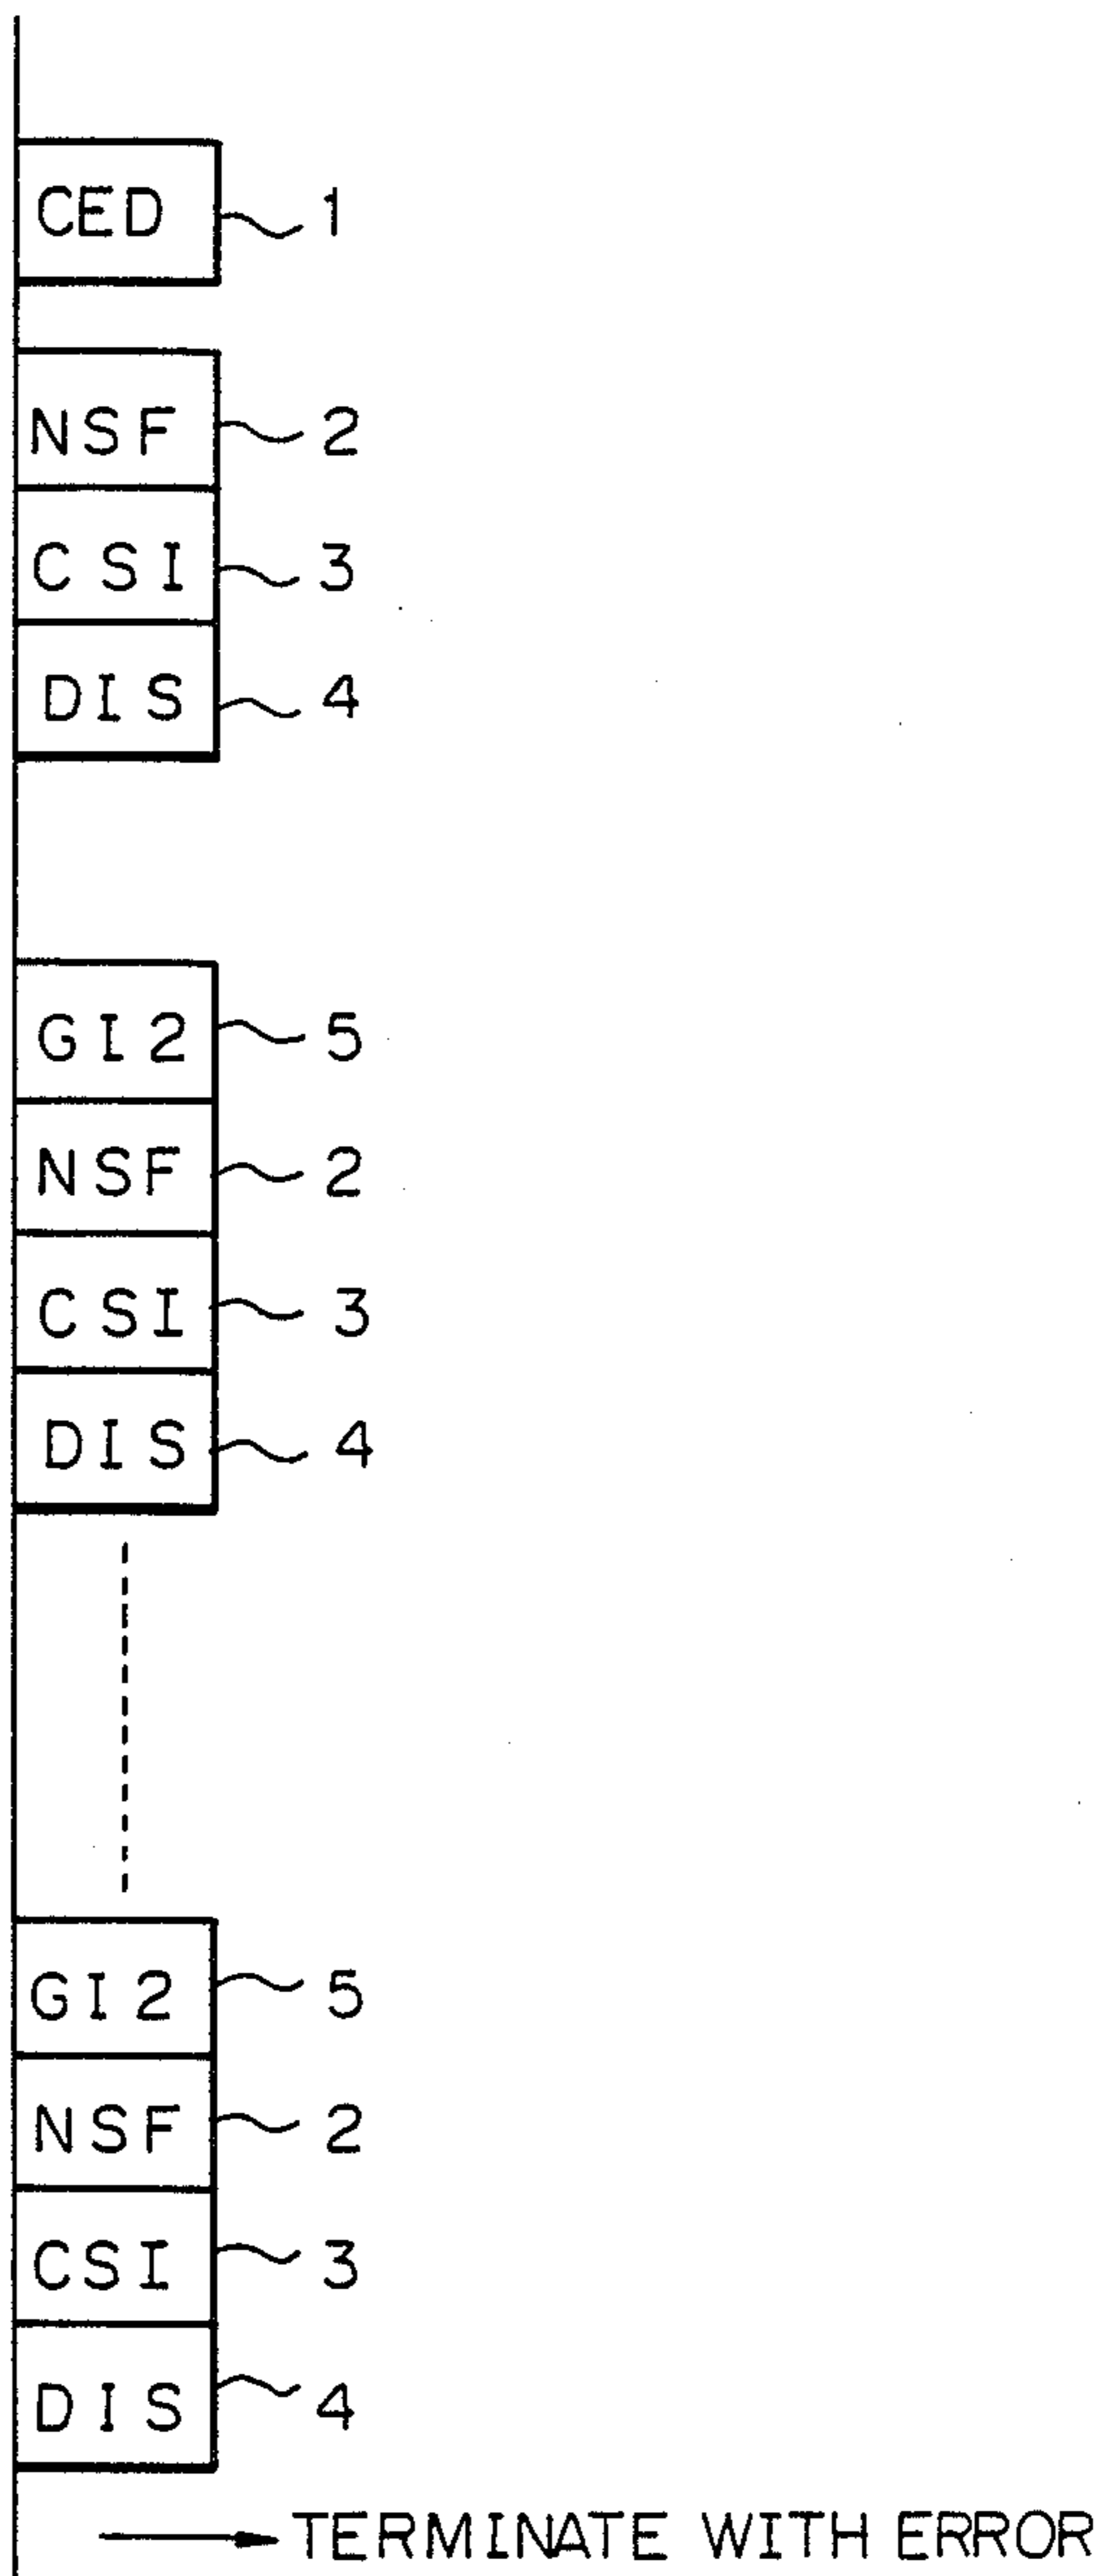 CED 1
NSF 2
CSI 3
DIS 4
GI2 5
NSF 2
CSI 3
DIS 4
GI2 5
NSF 2
CSI 3
DIS 4
TERMINATE WITH ERROR